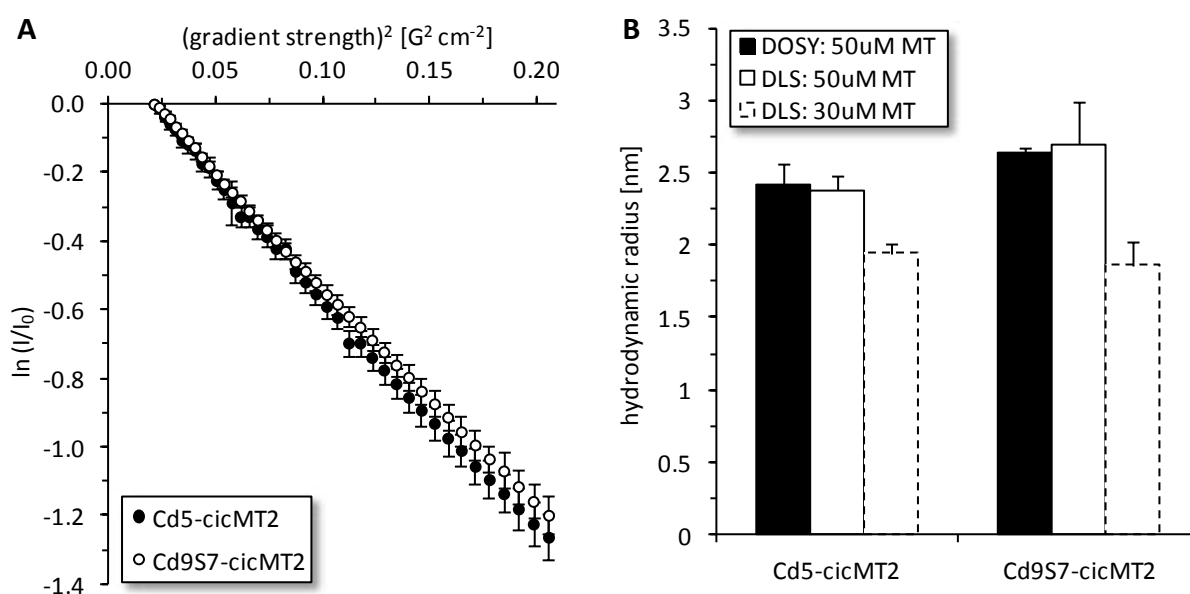 A
(gradient strength)² [G² cm⁻²]
0.00 0.05 0.10 0.15 0.20
0.0
-0.2
-0.4
-0.6
-0.8
-1.0
-1.2
-1.4
ln (I/I₀)
Cd5-cicMT2
Cd9S7-cicMT2
B
3.5
3
2.5
2
1.5
1
0.5
0
hydrodynamic radius [nm]
DOSY: 50uM MT
DLS: 50uM MT
DLS: 30uM MT
Cd5-cicMT2 Cd9S7-cicMT2